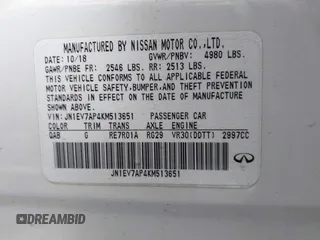 MANUFACTURED BY NISSAN MOTOR CO.,LTD.
DATE: 10/18 GVWR/PNBV: 4980 LBS.
GAWR/PNBE FR: 2546 LBS. RR: 2513 LBS.
THIS VEHICLE CONFORMS TO ALL APPLICABLE FEDERAL
MOTOR VEHICLE SAFETY, BUMPER, AND THEFT PREVENTION
STANDARDS IN EFFECT ON THE DATE OF MANUFACTURE
SHOWN ABOVE.
VIN: JN1EV7AP4KM513651 PASSENGER CAR
COLOR TRIM TRANS AXLE ENGINE
QAB G RE7R01A RG29 VR30(DDTT) 2997CC
JN1EV7AP4KM513651
INFINITI
DREAMBID
dreambid.com